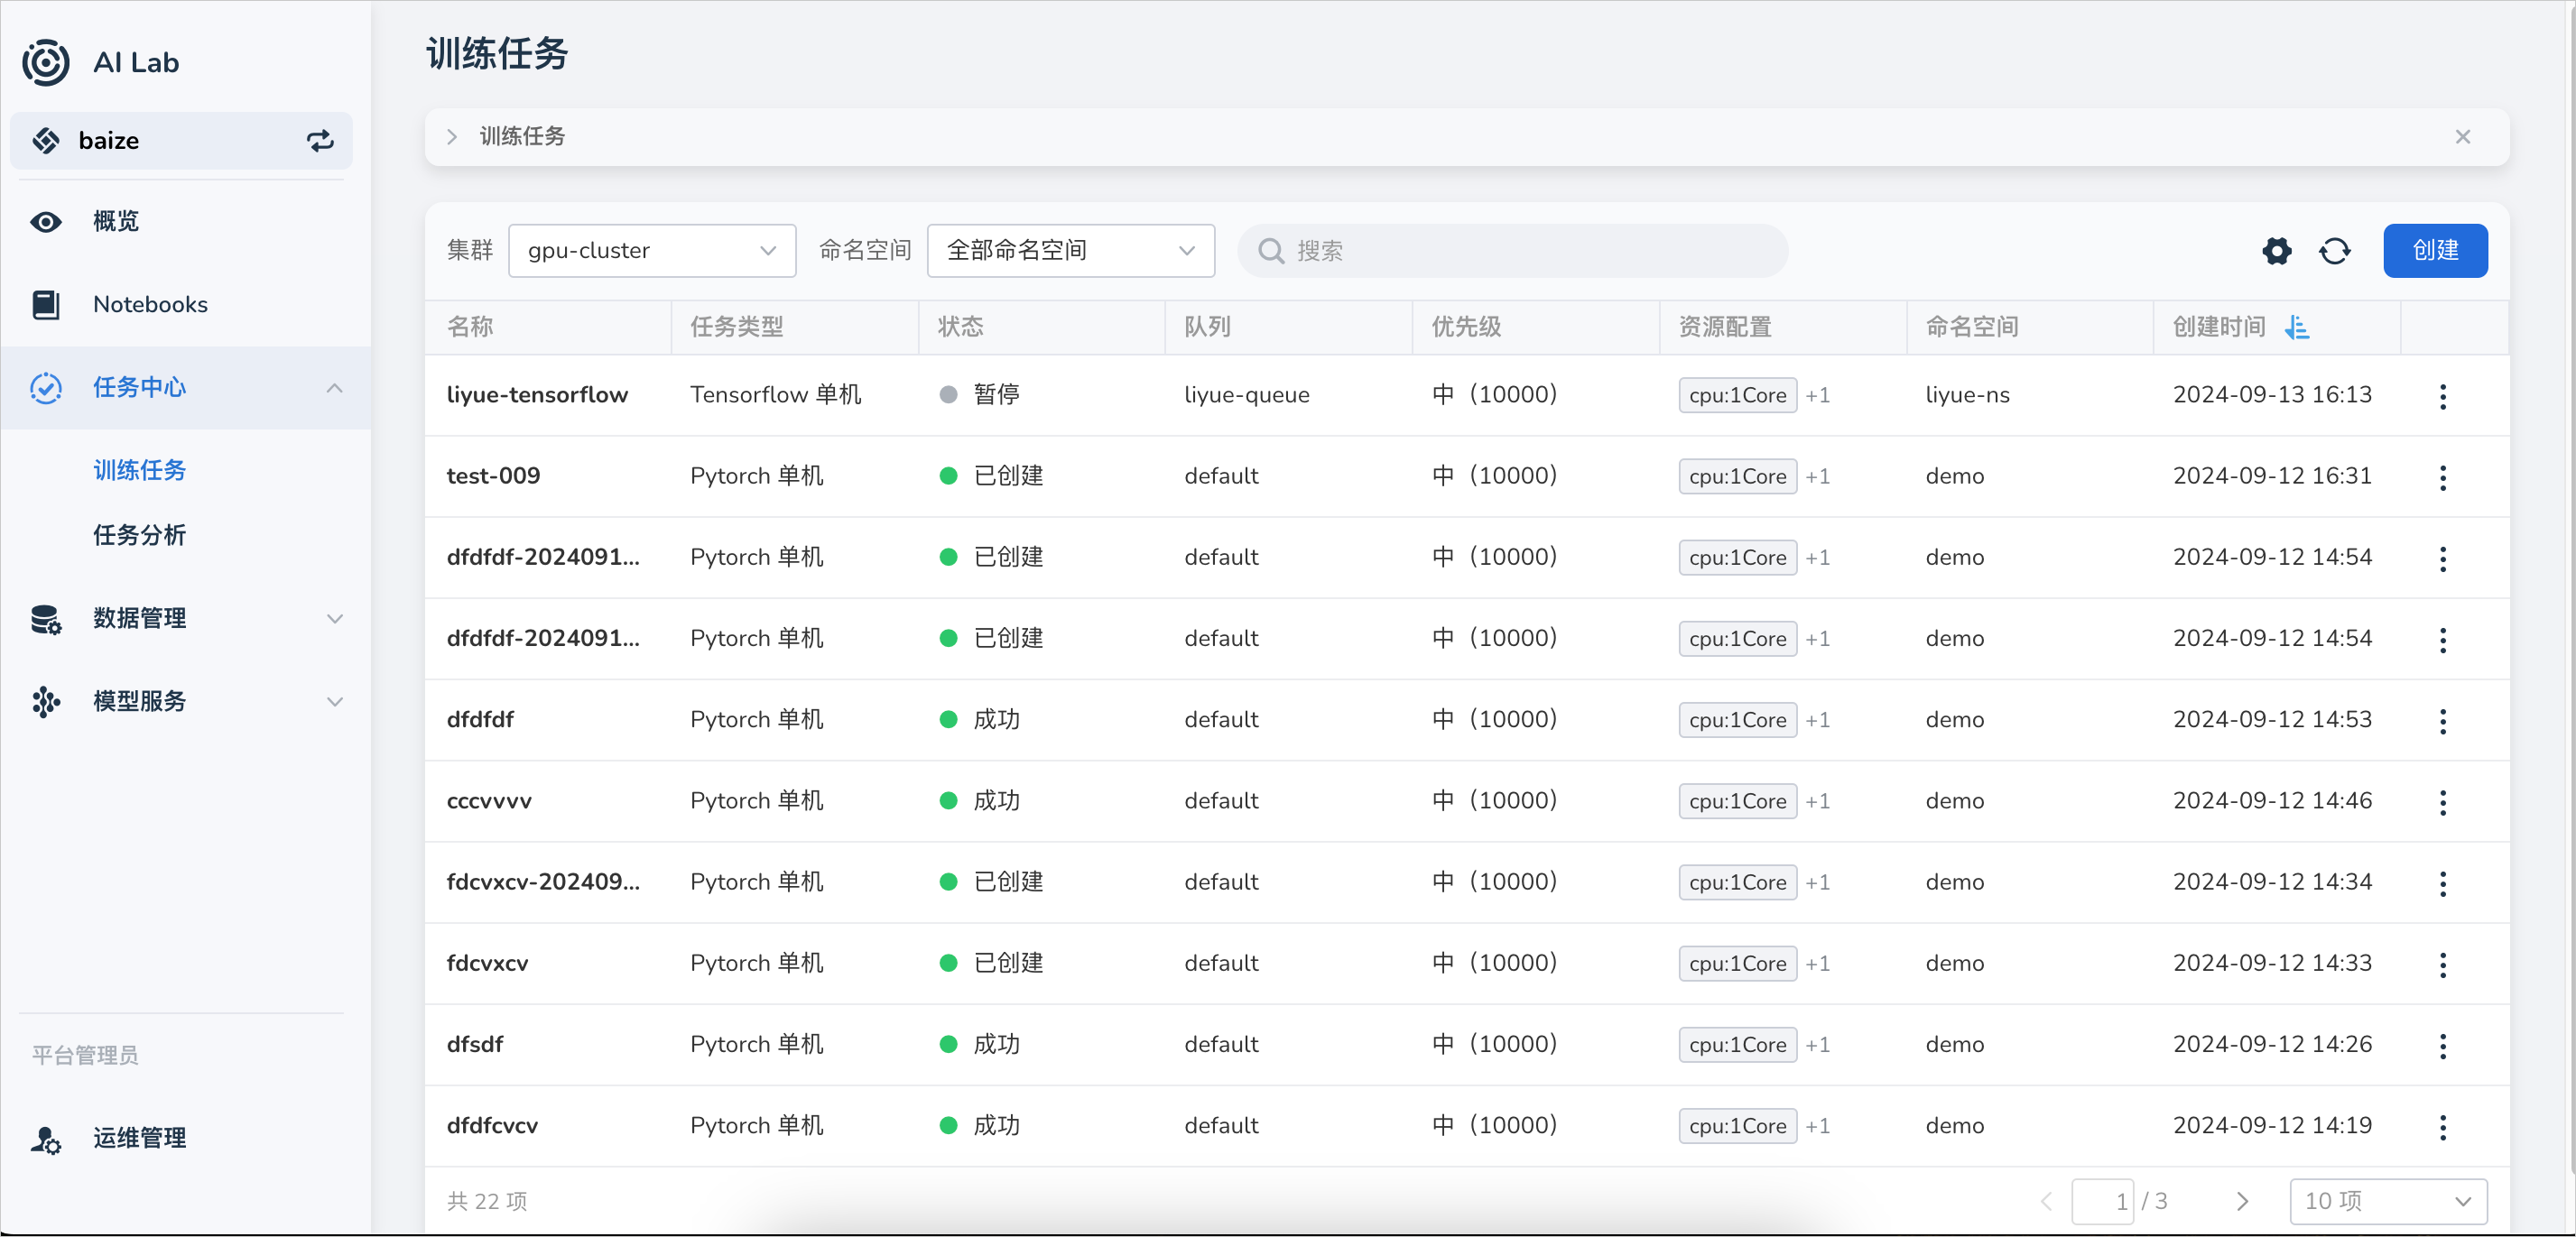 AI Lab
baize
概览
Notebooks
任务中心
训练任务
任务分析
数据管理
模型服务
平台管理员
运维管理
训练任务
训练任务
集群 gpu-cluster 命名空间 全部命名空间 搜索 创建
名称 任务类型 状态 队列 优先级 资源配置 命名空间 创建时间
liyue-tensorflow Tensorflow 单机 暂停 liyue-queue 中（10000） cpu:1Core +1 liyue-ns 2024-09-13 16:13
test-009 Pytorch 单机 已创建 default 中（10000） cpu:1Core +1 demo 2024-09-12 16:31
dfdfdf-2024091... Pytorch 单机 已创建 default 中（10000） cpu:1Core +1 demo 2024-09-12 14:54
dfdfdf-2024091... Pytorch 单机 已创建 default 中（10000） cpu:1Core +1 demo 2024-09-12 14:54
dfdfdf Pytorch 单机 成功 default 中（10000） cpu:1Core +1 demo 2024-09-12 14:53
cccvvvv Pytorch 单机 成功 default 中（10000） cpu:1Core +1 demo 2024-09-12 14:46
fdcvxcv-202409... Pytorch 单机 已创建 default 中（10000） cpu:1Core +1 demo 2024-09-12 14:34
fdcvxcv Pytorch 单机 已创建 default 中（10000） cpu:1Core +1 demo 2024-09-12 14:33
dfsdf Pytorch 单机 成功 default 中（10000） cpu:1Core +1 demo 2024-09-12 14:26
dfdfcvcv Pytorch 单机 成功 default 中（10000） cpu:1Core +1 demo 2024-09-12 14:19
共 22 项 1 / 3 10 项